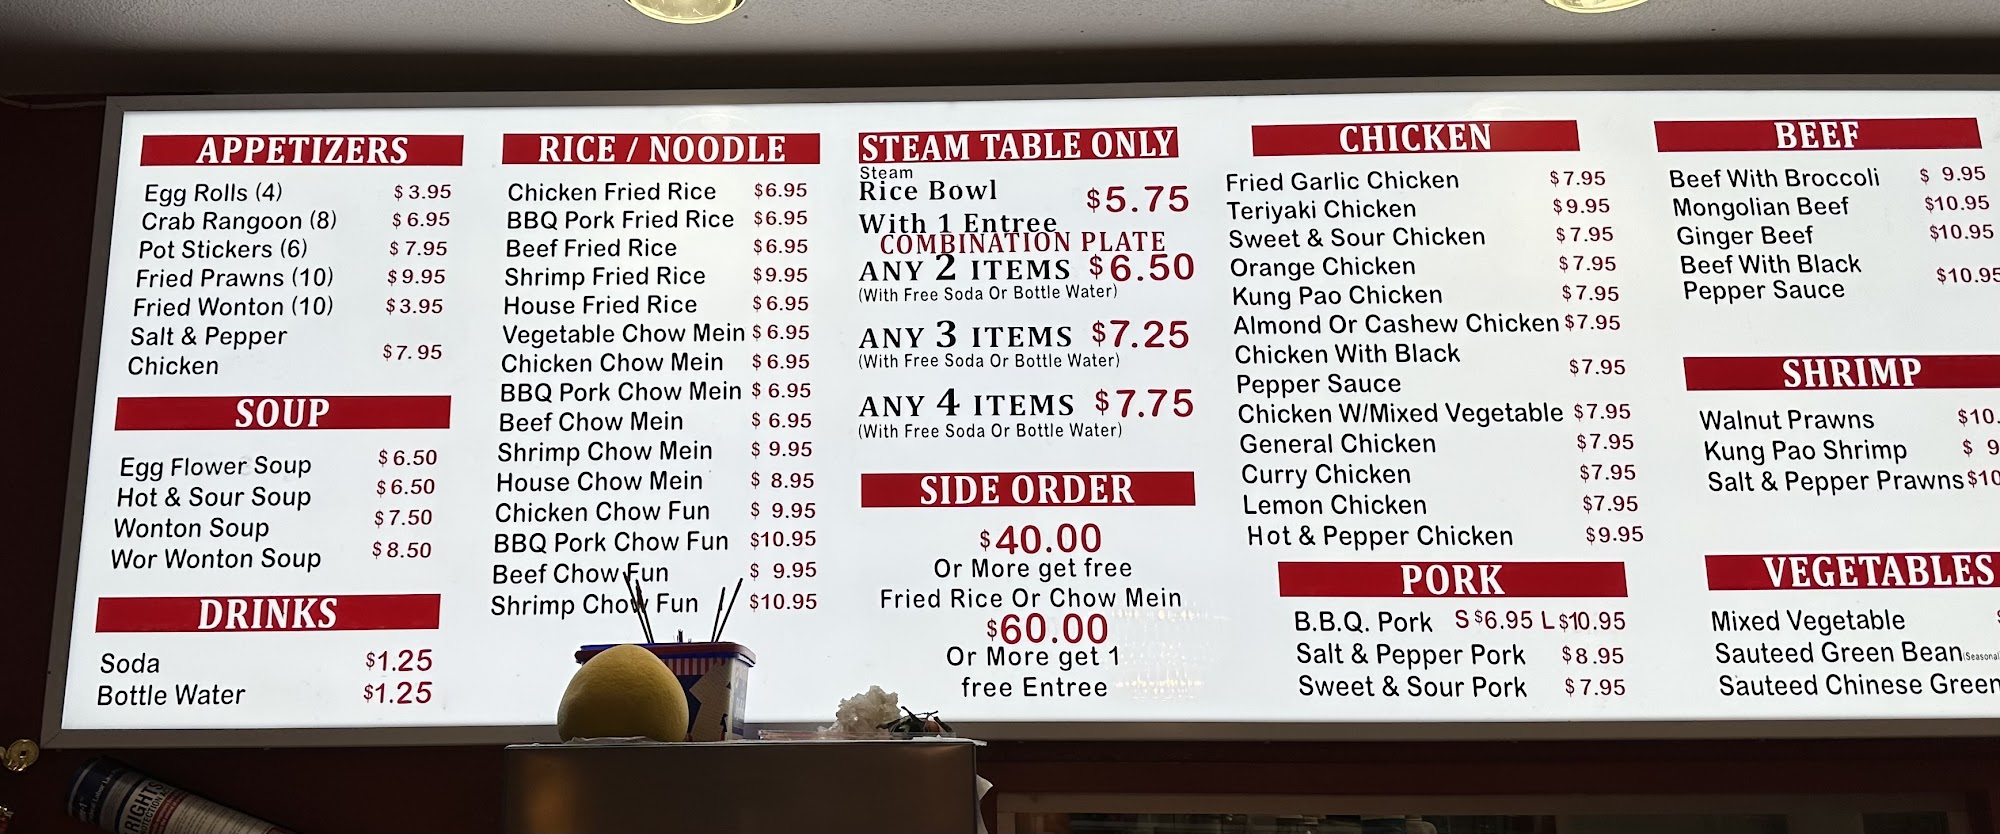 APPETIZERS
Egg Rolls (4) $3.95
Crab Rangoon (8) $6.95
Pot Stickers (6) $7.95
Fried Prawns (10) $9.95
Fried Wonton (10) $3.95
Salt & Pepper
Chicken $7.95
SOUP
Egg Flower Soup $6.50
Hot & Sour Soup $6.50
Wonton Soup $7.50
Wor Wonton Soup $8.50
DRINKS
Soda $1.25
Bottle Water $1.25
RICE / NOODLE
Chicken Fried Rice $6.95
BBQ Pork Fried Rice $6.95
Beef Fried Rice $6.95
Shrimp Fried Rice $9.95
House Fried Rice $6.95
Vegetable Chow Mein $6.95
Chicken Chow Mein $6.95
BBQ Pork Chow Mein $6.95
Beef Chow Mein $6.95
Shrimp Chow Mein $9.95
House Chow Mein $8.95
Chicken Chow Fun $9.95
BBQ Pork Chow Fun $10.95
Beef Chow Fun $9.95
Shrimp Chow Fun $10.95
STEAM TABLE ONLY
Steam
Rice Bowl $5.75
With 1 Entree
COMBINATION PLATE
ANY 2 ITEMS $6.50
(With Free Soda Or Bottle Water)
ANY 3 ITEMS $7.25
(With Free Soda Or Bottle Water)
ANY 4 ITEMS $7.75
(With Free Soda Or Bottle Water)
SIDE ORDER
$40.00
Or More get free
Fried Rice Or Chow Mein
$60.00
Or More get 1
free Entree
CHICKEN
Fried Garlic Chicken $7.95
Teriyaki Chicken $9.95
Sweet & Sour Chicken $7.95
Orange Chicken $7.95
Kung Pao Chicken $7.95
Almond Or Cashew Chicken $7.95
Chicken With Black
Pepper Sauce $7.95
Chicken W/Mixed Vegetable $7.95
General Chicken $7.95
Curry Chicken $7.95
Lemon Chicken $7.95
Hot & Pepper Chicken $9.95
PORK
B.B.Q. Pork S $6.95 L $10.95
Salt & Pepper Pork $8.95
Sweet & Sour Pork $7.95
BEEF
Beef With Broccoli $9.95
Mongolian Beef $10.95
Ginger Beef $10.95
Beef With Black
Pepper Sauce $10.95
SHRIMP
Walnut Prawns $10.
Kung Pao Shrimp $9
Salt & Pepper Prawns $10
VEGETABLES
Mixed Vegetable
Sauteed Green Bean (Seasonal)
Sauteed Chinese Green
RIGHTS